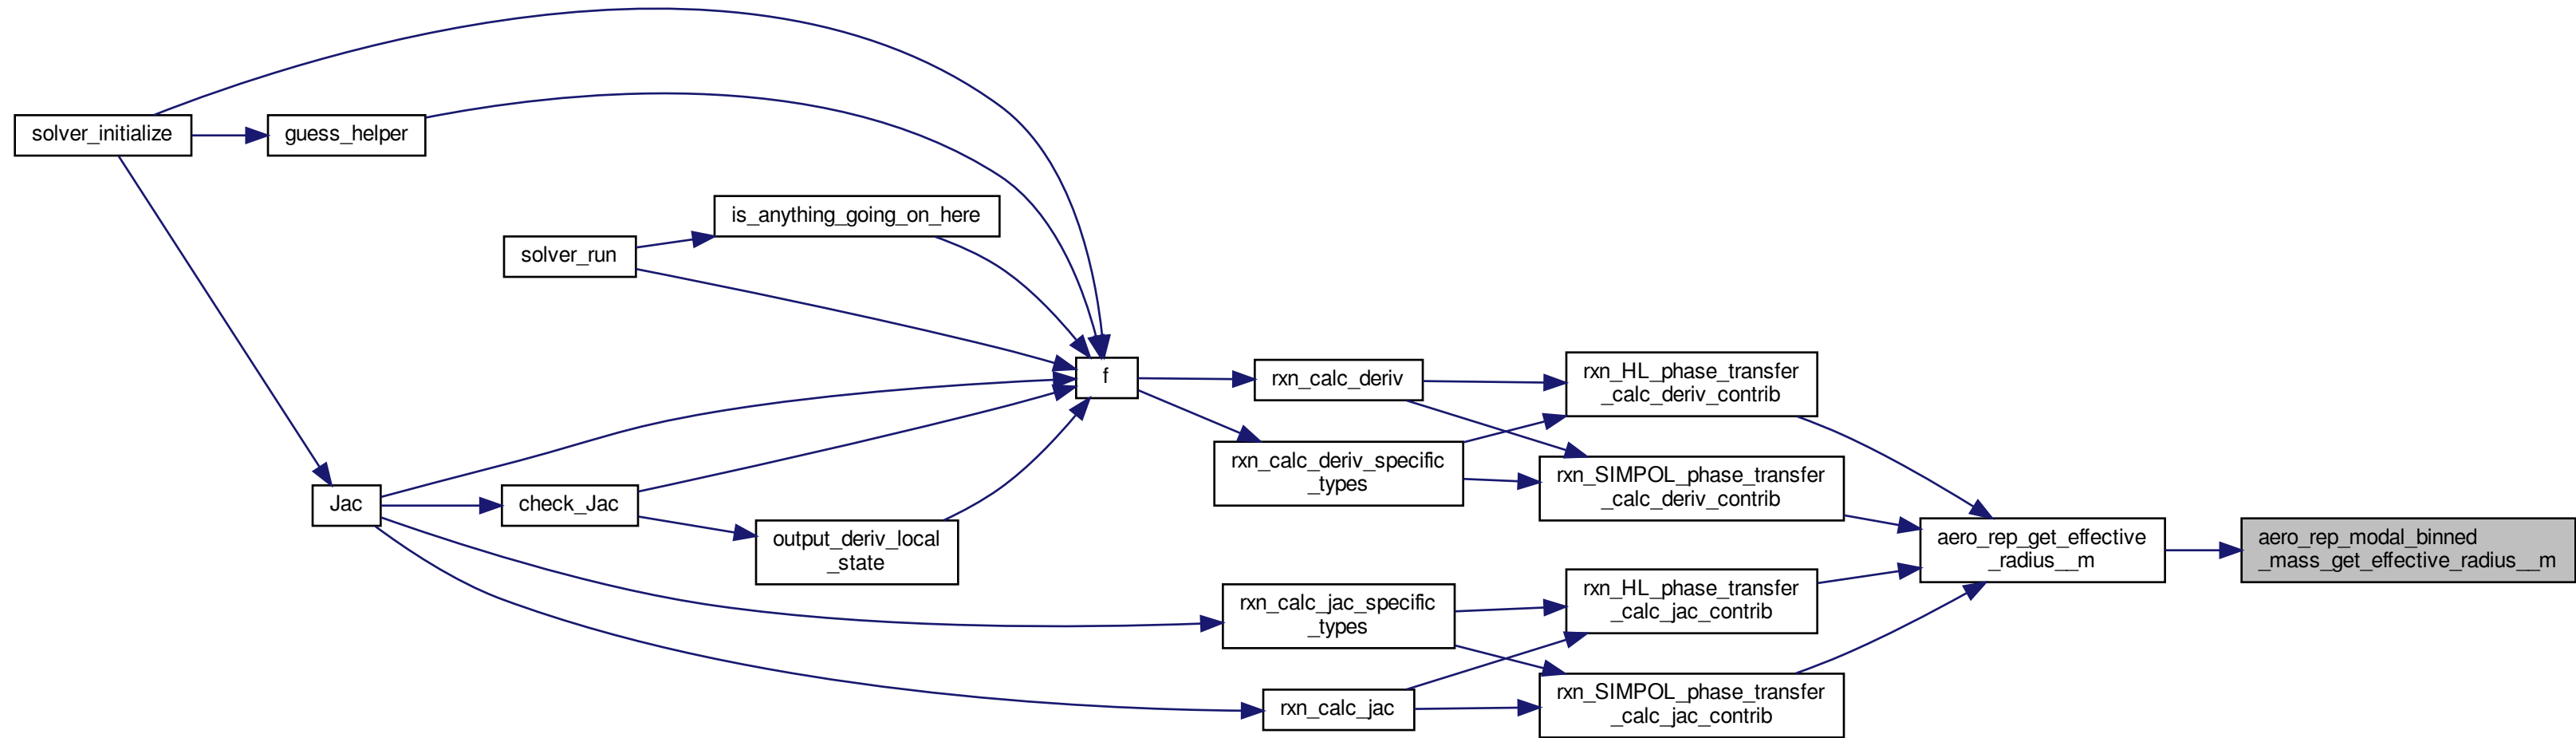 solver_initialize
guess_helper
is_anything_going_on_here
solver_run
f
rxn_calc_deriv
rxn_HL_phase_transfer
_calc_deriv_contrib
rxn_calc_deriv_specific
_types
rxn_SIMPOL_phase_transfer
_calc_deriv_contrib
Jac
check_Jac
output_deriv_local
_state
aero_rep_get_effective
_radius__m
aero_rep_modal_binned
_mass_get_effective_radius__m
rxn_calc_jac_specific
_types
rxn_HL_phase_transfer
_calc_jac_contrib
rxn_calc_jac
rxn_SIMPOL_phase_transfer
_calc_jac_contrib